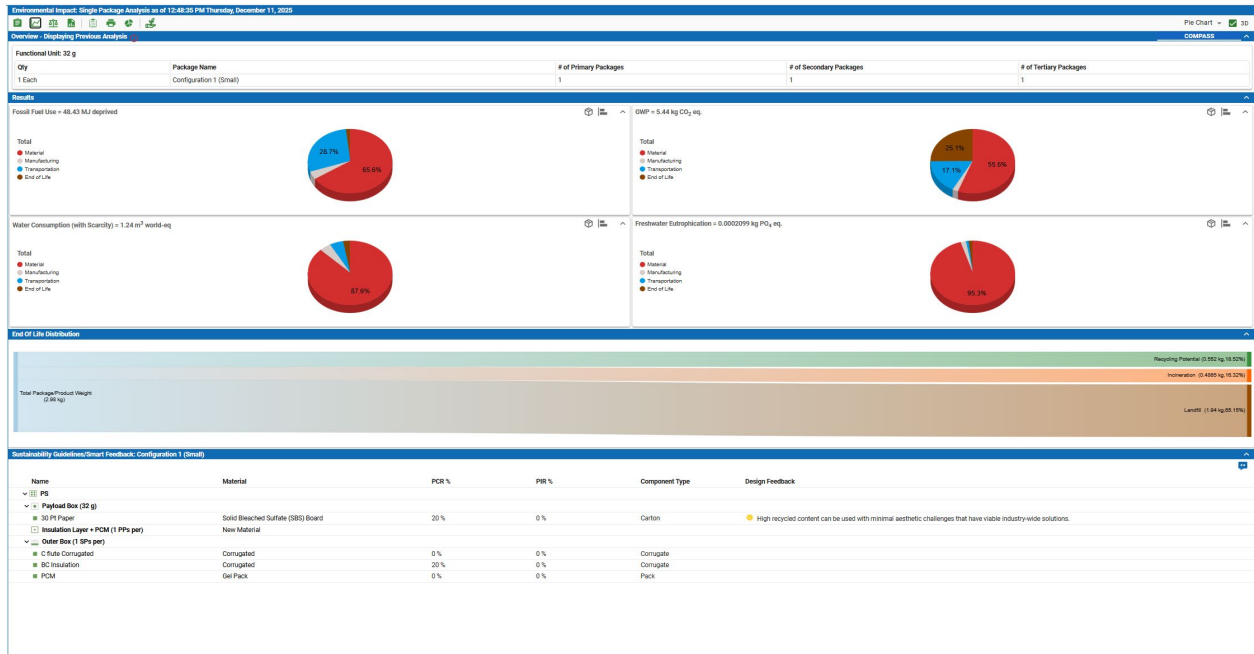 Environmental Impact: Single Package Analysis as of 12:48:35 PM Thursday, December 11, 2025
Pie Chart
3D
Overview - Displaying Previous Analysis
COMPASS
Functional Unit: 32 g
Qty Package Name # of Primary Packages # of Secondary Packages # of Tertiary Packages
1 Each Configuration 1 (Small) 1 1 1
Results
Fossil Fuel Use = 48.43 MJ deprived
Total
Material
Manufacturing
Transportation
End of Life
28.7%
65.6%
GWP = 5.44 kg CO₂ eq.
Total
Material
Manufacturing
Transportation
End of Life
25.1%
17.1%
55.6%
Water Consumption (with Scarcity) = 1.24 m³ world-eq
Total
Material
Manufacturing
Transportation
End of Life
87.6%
Freshwater Eutrophication = 0.0002099 kg PO₄ eq.
Total
Material
Manufacturing
Transportation
End of Life
95.3%
End Of Life Distribution
Total Package/Product Weight
(2.98 kg)
Recycling Potential (0.552 kg,18.52%)
Incineration (0.4865 kg,16.32%)
Landfill (1.94 kg,65.15%)
Sustainability Guidelines/Smart Feedback: Configuration 1 (Small)
Name Material PCR % PIR % Component Type Design Feedback
PS
Payload Box (32 g)
30 Pt Paper Solid Bleached Sulfate (SBS) Board 20 % 0 % Carton High recycled content can be used with minimal aesthetic challenges that have viable industry-wide solutions.
Insulation Layer + PCM (1 PPs per) New Material
Outer Box (1 SPs per)
C flute Corrugated Corrugated 0 % 0 % Corrugate
BC Insulation Corrugated 20 % 0 % Corrugate
PCM Gel Pack 0 % 0 % Pack